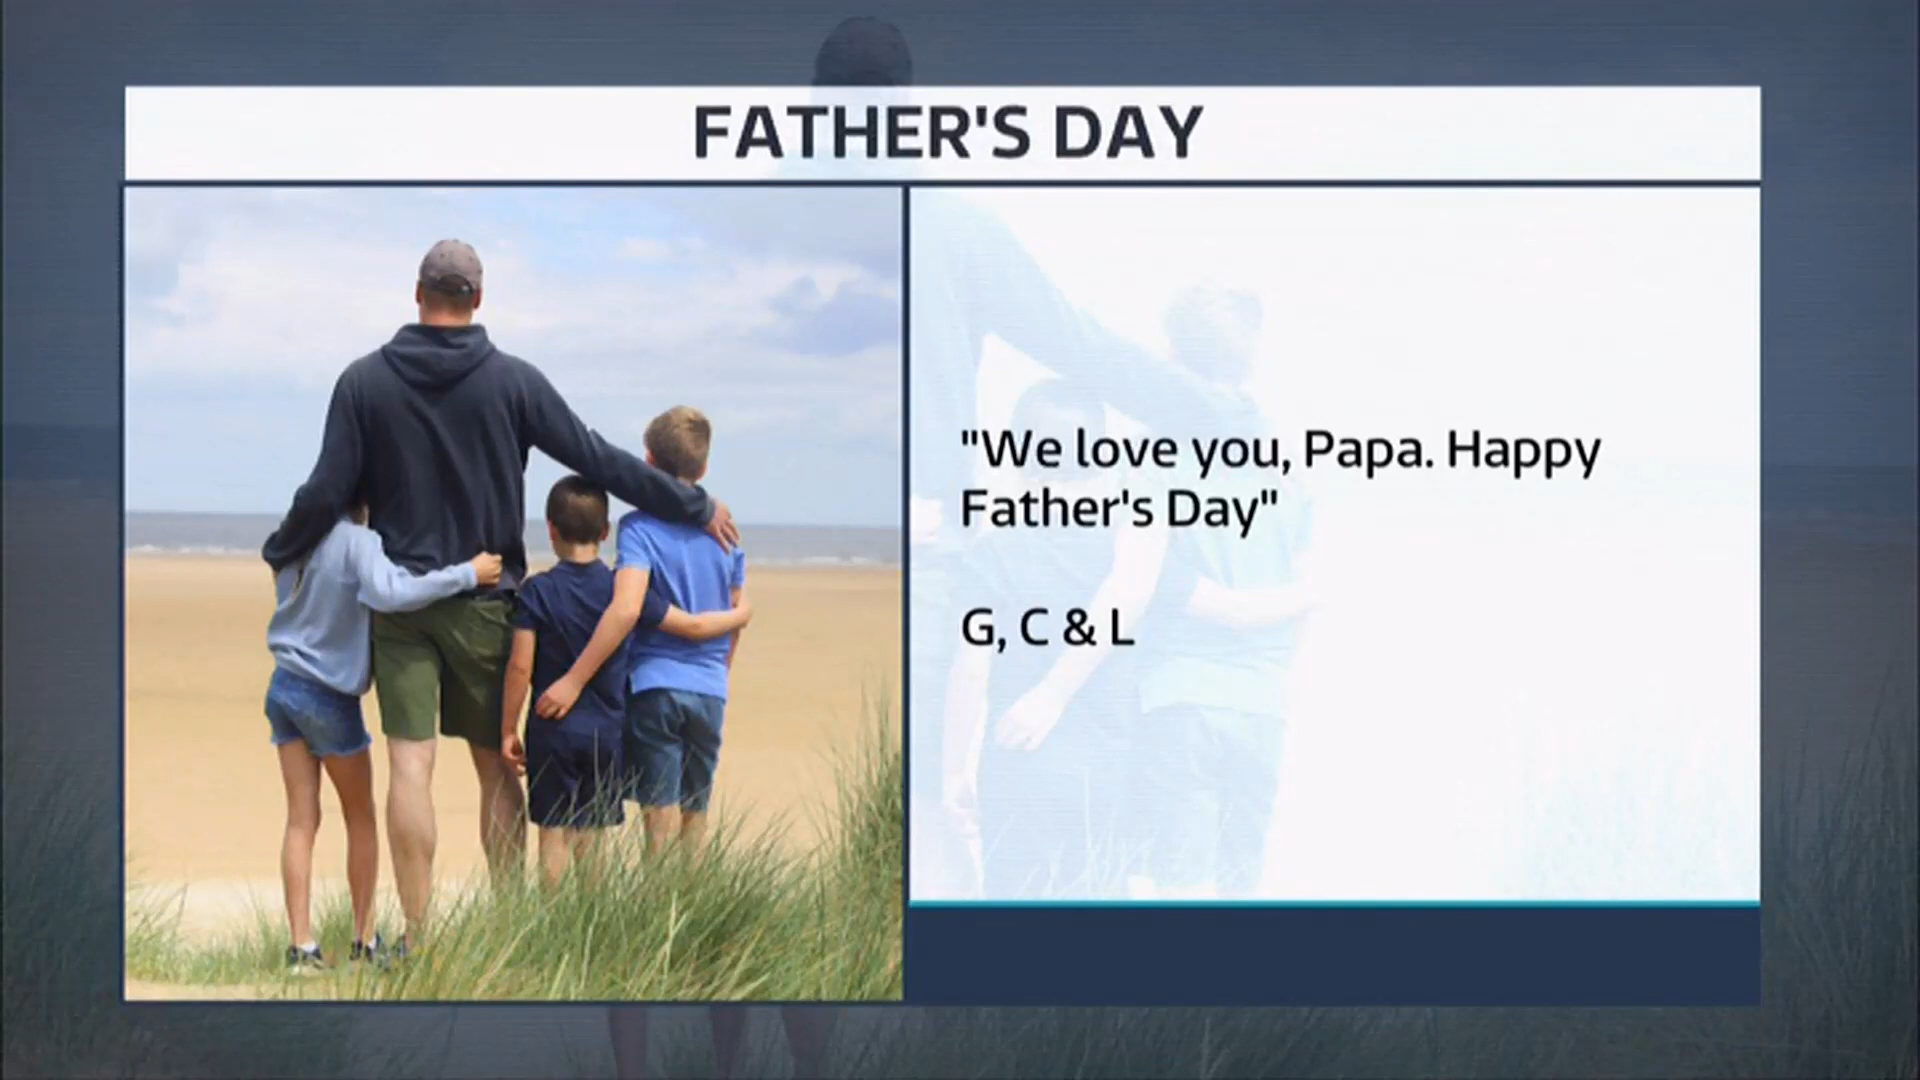 FATHER'S DAY
"We love you, Papa. Happy
Father's Day"
G, C & L